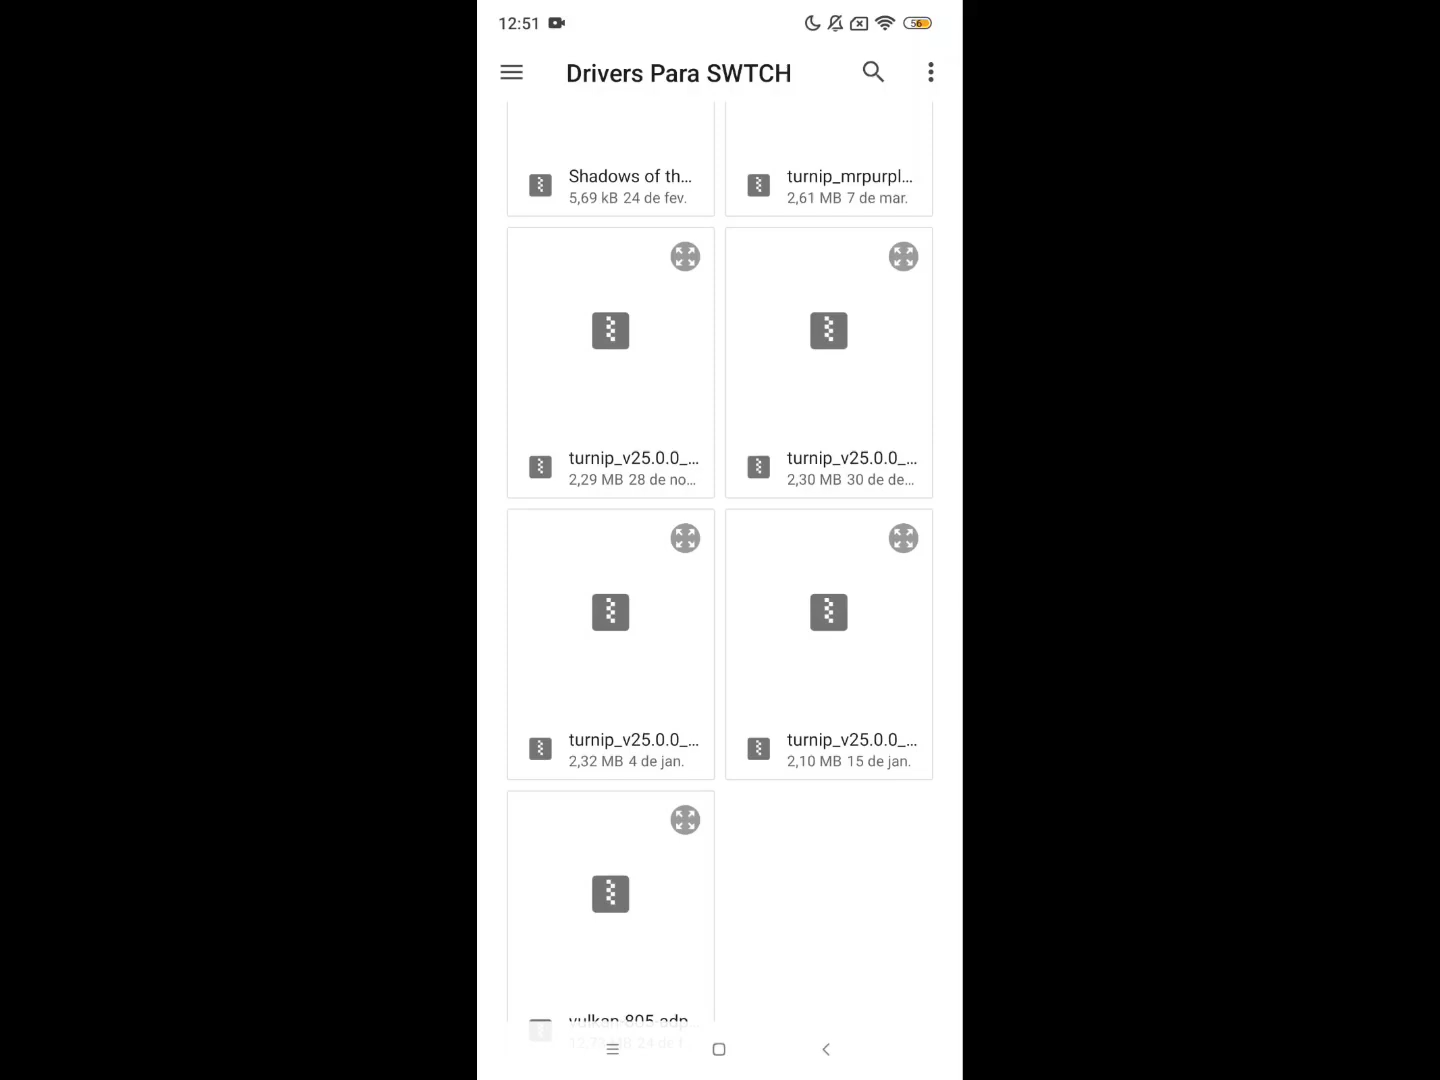 12:51
56
Drivers Para SWTCH
Shadows of th...
5,69 kB 24 de fev.
turnip_mrpurpl...
2,61 MB 7 de mar.
turnip_v25.0.0_...
2,29 MB 28 de no...
turnip_v25.0.0_...
2,30 MB 30 de de...
turnip_v25.0.0_...
2,32 MB 4 de jan.
turnip_v25.0.0_...
2,10 MB 15 de jan.
vulkan-805-adp...